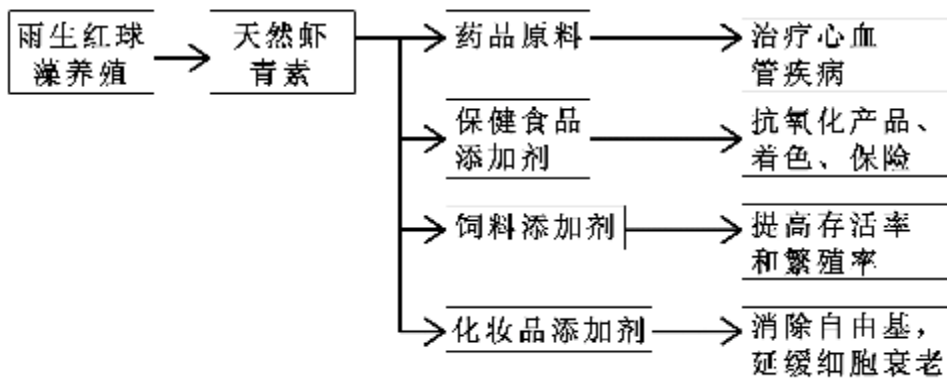 雨生红球
藻养殖
天然虾
青素
药品原料
治疗心血
管疾病
保健食品
添加剂
抗氧化产品、
着色、保险
饲料添加剂
提高存活率
和繁殖率
化妆品添加剂
消除自由基，
延缓细胞衰老